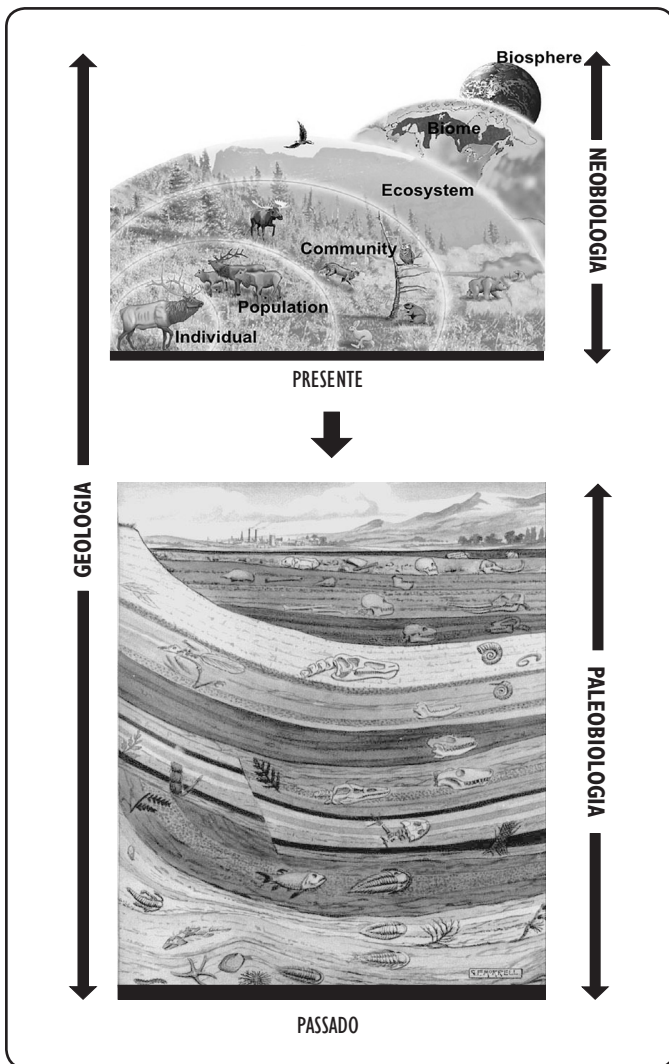 Biosphere
Biome
Ecosystem
Community
Population
Individual
NEOBIOLOGIA
PRESENTE
GEOLOGIA
PALEOBIOLOGIA
PASSADO